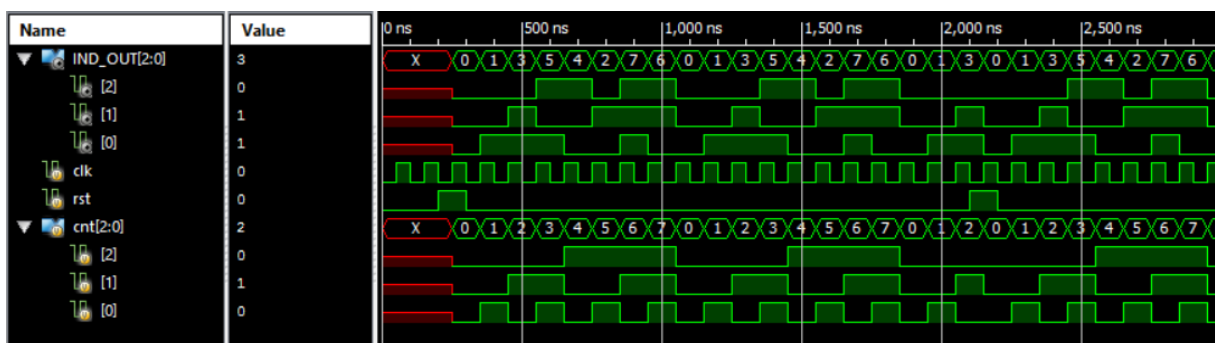 Name Value 0 ns 500 ns 1,000 ns 1,500 ns 2,000 ns 2,500 ns
IND_OUT[2:0] 3 X 0 1 3 5 4 2 7 6 0 1 3 5 4 2 7 6 0 1 3 0 1 3 5 4 2 7 6
[2] 0
[1] 1
[0] 1
clk 0
rst 0
cnt[2:0] 2 X 0 1 2 3 4 5 6 7 0 1 2 3 4 5 6 7 0 1 2 0 1 2 3 4 5 6 7
[2] 0
[1] 1
[0] 0